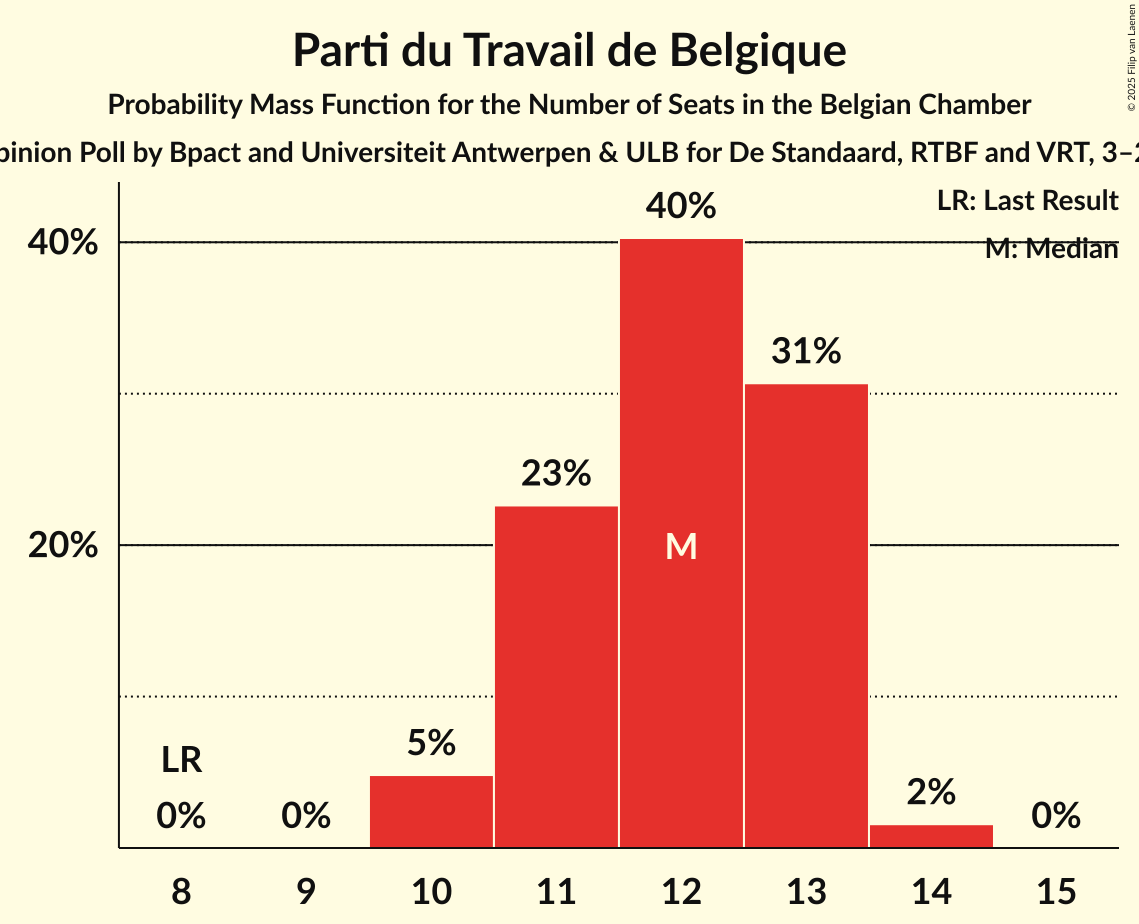 Parti du Travail de Belgique
Probability Mass Function for the Number of Seats in the Belgian Chamber
pinion Poll by Bpact and Universiteit Antwerpen & ULB for De Standaard, RTBF and VRT, 3–2
© 2025 Filip van Laenen
LR: Last Result
M: Median
40%
20%
LR
0%
0%
5%
23%
40%
M
31%
2%
0%
8 9 10 11 12 13 14 15